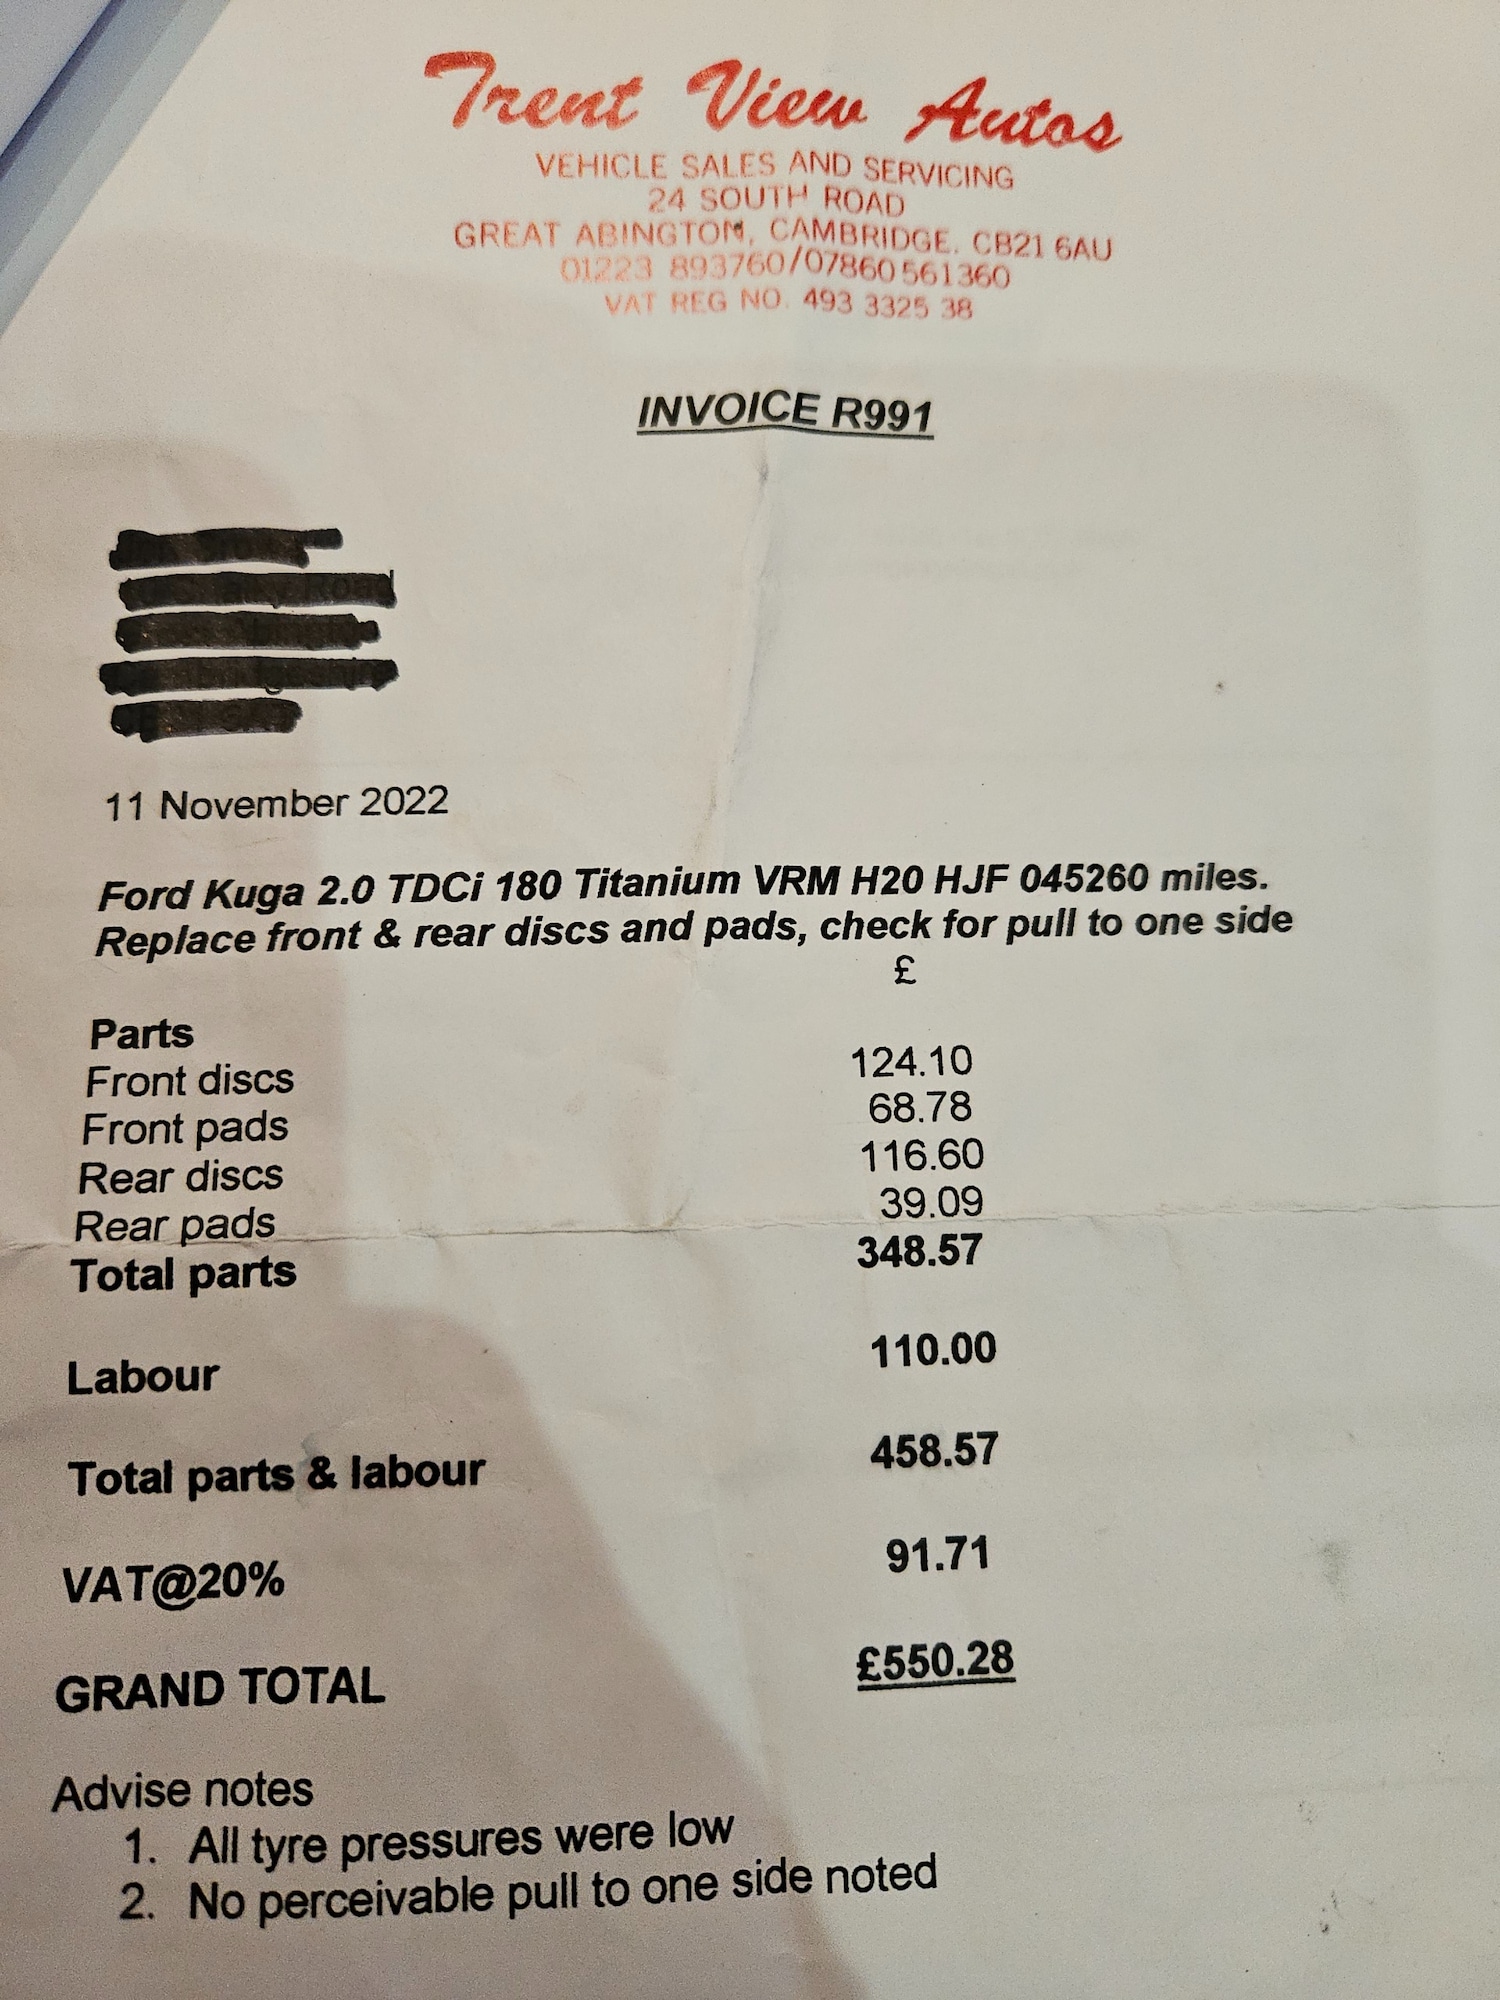 Trent View Autos
VEHICLE SALES AND SERVICING
24 SOUTH ROAD
GREAT ABINGTON, CAMBRIDGE. CB21 6AU
01223 893760/07860 561360
VAT REG NO. 493 3325 38
INVOICE R991
Road
11 November 2022
Ford Kuga 2.0 TDCi 180 Titanium VRM H20 HJF 045260 miles.
Replace front & rear discs and pads, check for pull to one side
£
Parts
Front discs 124.10
Front pads 68.78
Rear discs 116.60
Rear pads 39.09
Total parts 348.57
Labour 110.00
Total parts & labour 458.57
VAT@20% 91.71
GRAND TOTAL £550.28
Advise notes
1. All tyre pressures were low
2. No perceivable pull to one side noted